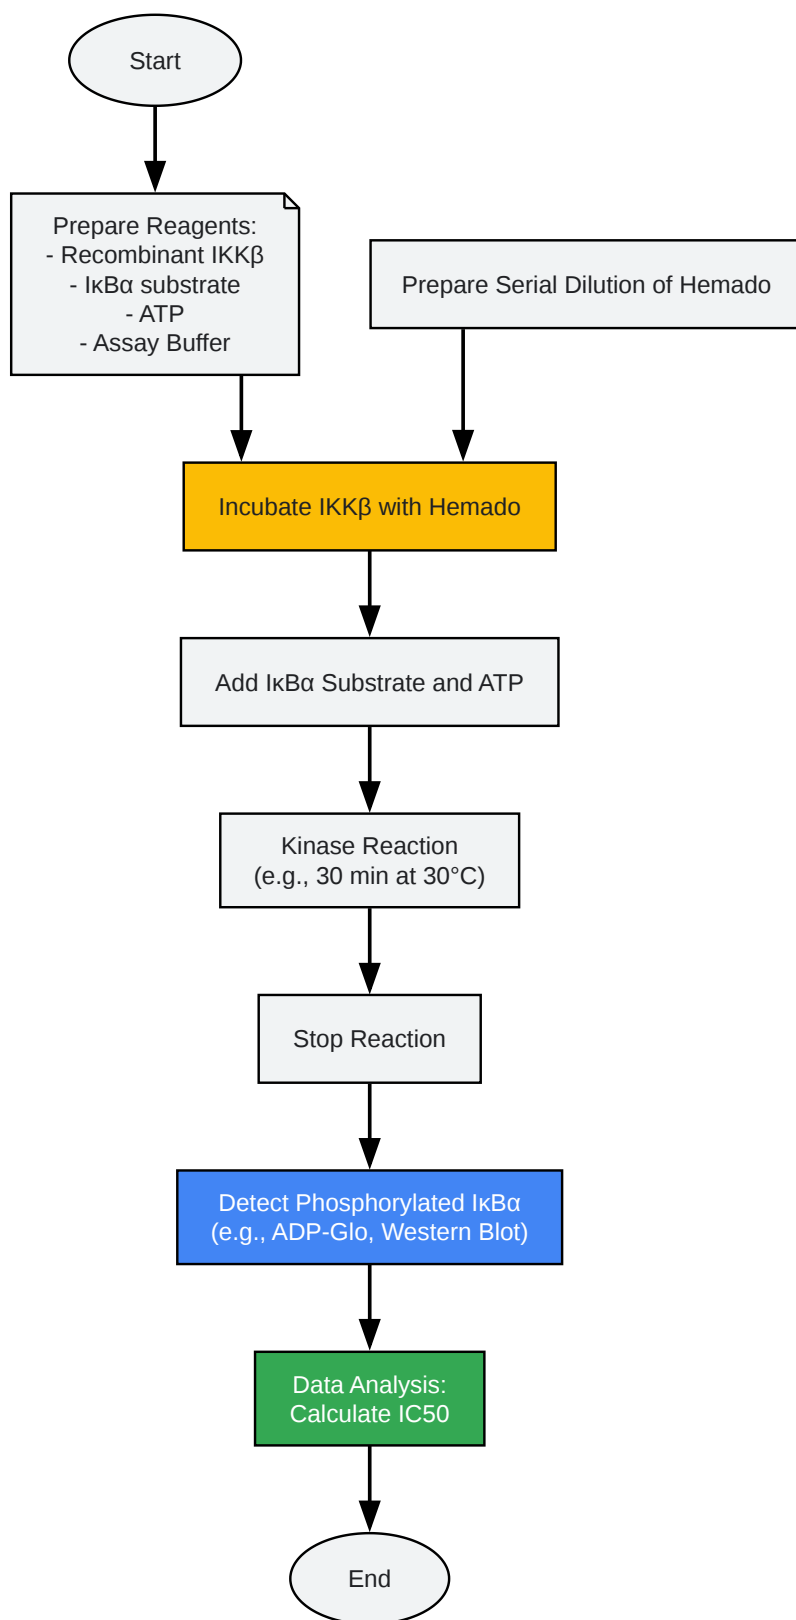 Start
Prepare Reagents:
- Recombinant IKKβ
- IκBα substrate
- ATP
- Assay Buffer
Prepare Serial Dilution of Hemado
Incubate IKKβ with Hemado
Add IκBα Substrate and ATP
Kinase Reaction
(e.g., 30 min at 30°C)
Stop Reaction
Detect Phosphorylated IκBα
(e.g., ADP-Glo, Western Blot)
Data Analysis:
Calculate IC50
End